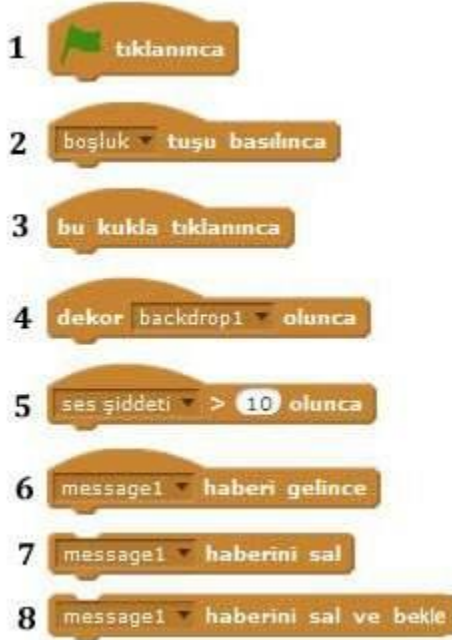 1 tıklanınca
2 boşluk tuşu basılınca
3 bu kukla tıklanınca
4 dekor backdrop1 olunca
5 ses şiddeti > 10 olunca
6 message1 haberi gelince
7 message1 haberini sal
8 message1 haberini sal ve bekle